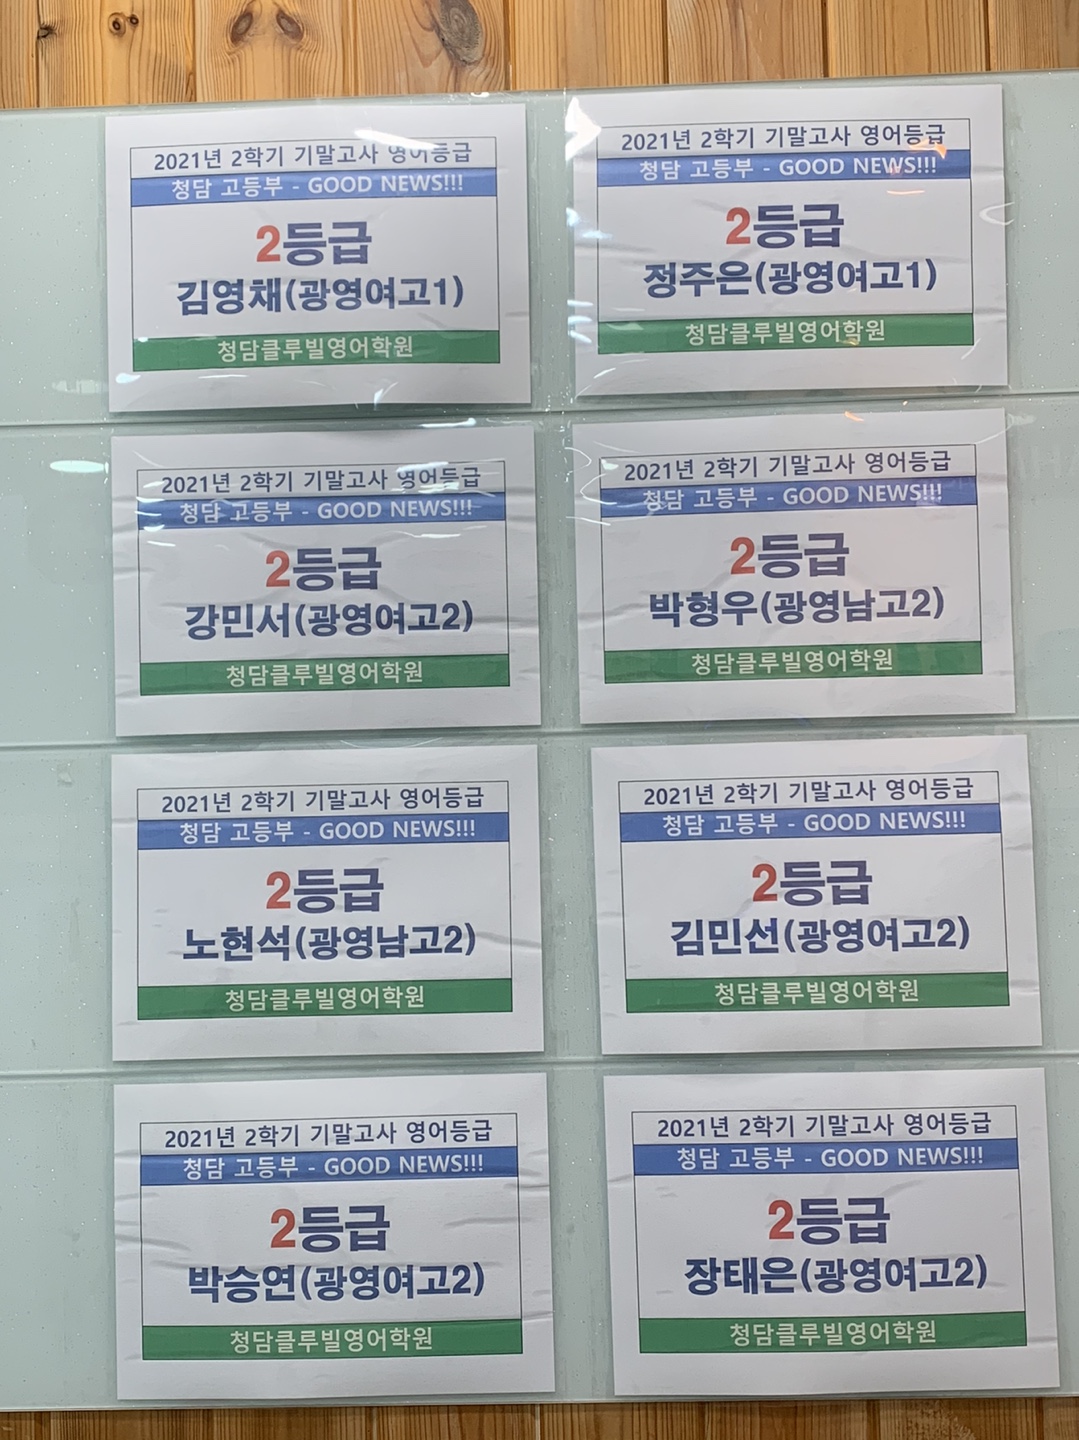 2021년 2학기 기말고사 영어등급
청담 고등부 - GOOD NEWS!!!
2등급
김영채(광영여고1)
청담클루빌영어학원
2021년 2학기 기말고사 영어등급
청담 고등부 - GOOD NEWS!!!
2등급
정주은(광영여고1)
청담클루빌영어학원
2021년 2학기 기말고사 영어등급
청담 고등부 - GOOD NEWS!!!
2등급
강민서(광영여고2)
청담클루빌영어학원
2021년 2학기 기말고사 영어등급
청담 고등부 - GOOD NEWS!!!
2등급
박형우(광영남고2)
청담클루빌영어학원
2021년 2학기 기말고사 영어등급
청담 고등부 - GOOD NEWS!!!
2등급
노현석(광영남고2)
청담클루빌영어학원
2021년 2학기 기말고사 영어등급
청담 고등부 - GOOD NEWS!!!
2등급
김민선(광영여고2)
청담클루빌영어학원
2021년 2학기 기말고사 영어등급
청담 고등부 - GOOD NEWS!!!
2등급
박승연(광영여고2)
청담클루빌영어학원
2021년 2학기 기말고사 영어등급
청담 고등부 - GOOD NEWS!!!
2등급
장태은(광영여고2)
청담클루빌영어학원